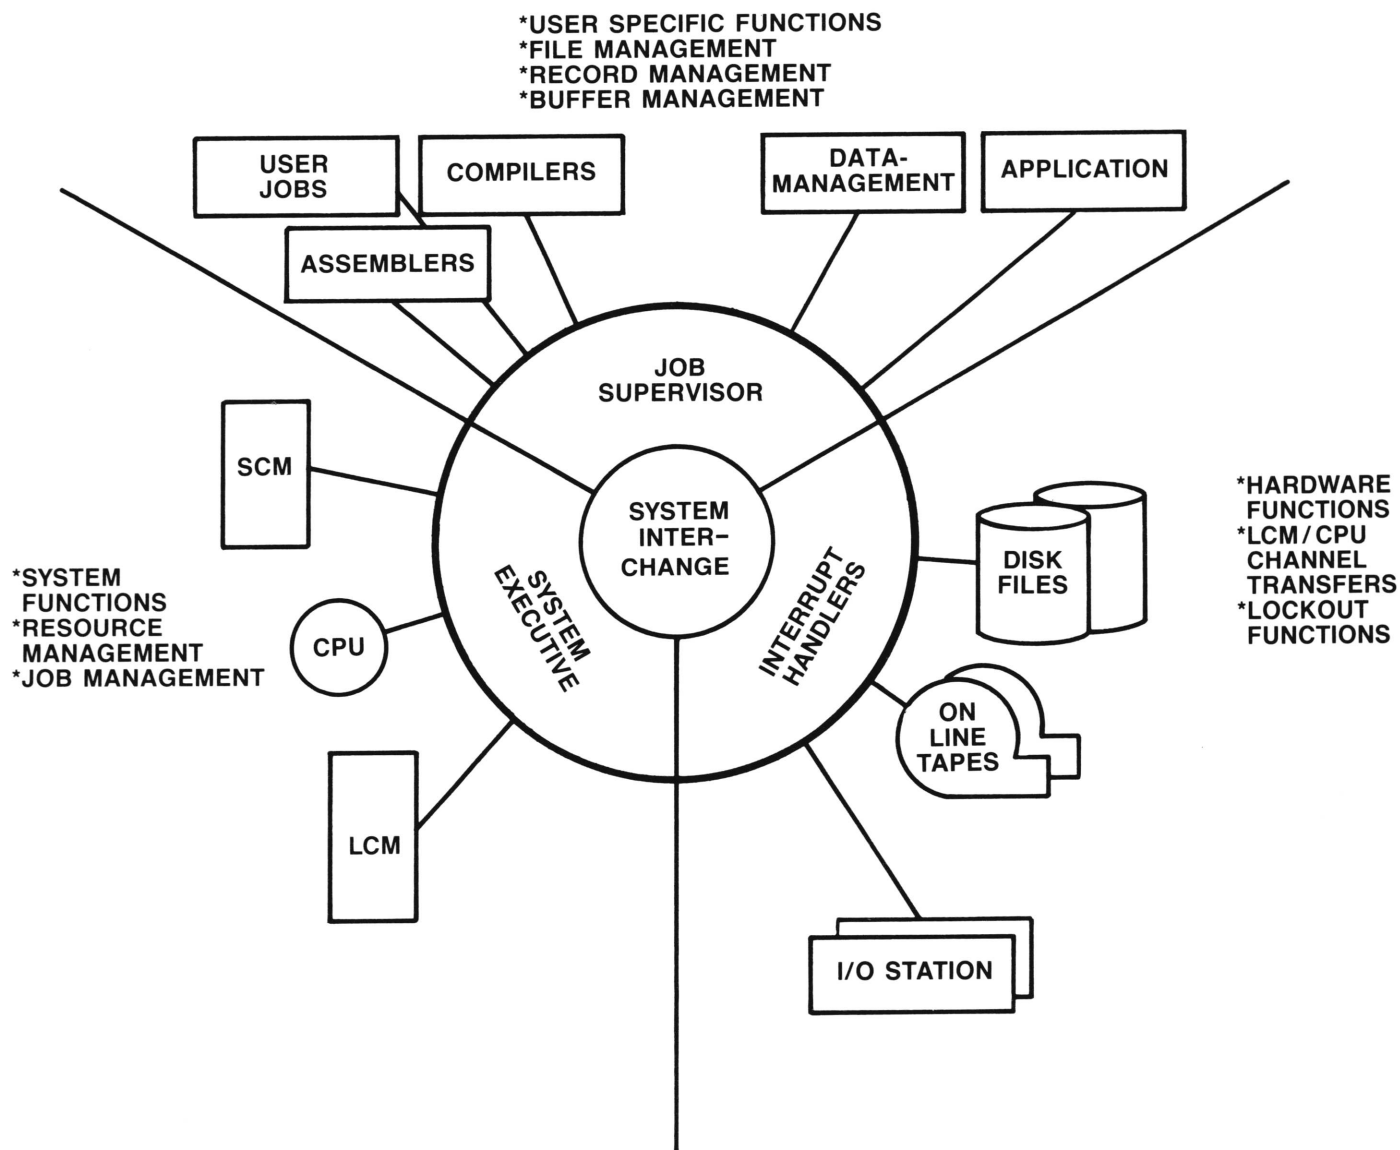 *USER SPECIFIC FUNCTIONS
*FILE MANAGEMENT
*RECORD MANAGEMENT
*BUFFER MANAGEMENT
USER
JOBS
COMPILERS
DATA-
MANAGEMENT
APPLICATION
ASSEMBLERS
JOB
SUPERVISOR
SCM
SYSTEM
INTER-
CHANGE
SYSTEM
EXECUTIVE
INTERRUPT
HANDLERS
DISK
FILES
*HARDWARE
FUNCTIONS
*LCM/CPU
CHANNEL
TRANSFERS
*LOCKOUT
FUNCTIONS
*SYSTEM
FUNCTIONS
*RESOURCE
MANAGEMENT
*JOB MANAGEMENT
CPU
ON
LINE
TAPES
LCM
I/O STATION